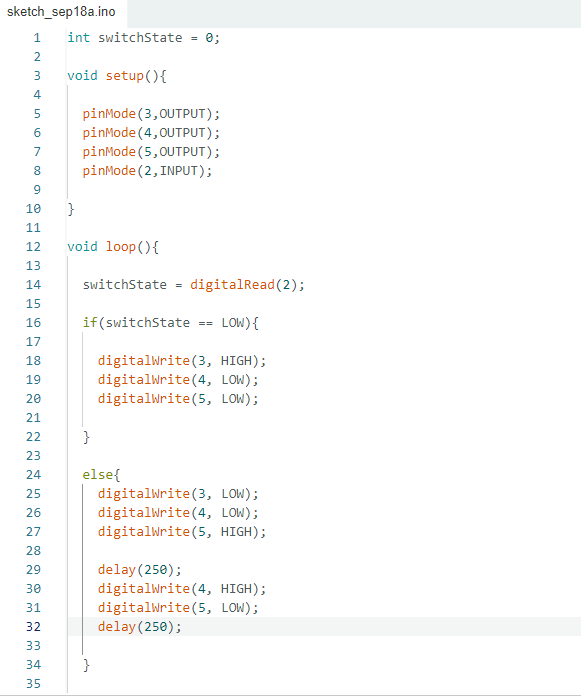 sketch_sep18a.ino
1 int switchState = 0;
2
3 void setup(){
4
5 pinMode(3,OUTPUT);
6 pinMode(4,OUTPUT);
7 pinMode(5,OUTPUT);
8 pinMode(2,INPUT);
9
10 }
11
12 void loop(){
13
14 switchState = digitalRead(2);
15
16 if(switchState == LOW){
17
18 digitalWrite(3, HIGH);
19 digitalWrite(4, LOW);
20 digitalWrite(5, LOW);
21
22 }
23
24 else{
25 digitalWrite(3, LOW);
26 digitalWrite(4, LOW);
27 digitalWrite(5, HIGH);
28
29 delay(250);
30 digitalWrite(4, HIGH);
31 digitalWrite(5, LOW);
32 delay(250);
33
34 }
35